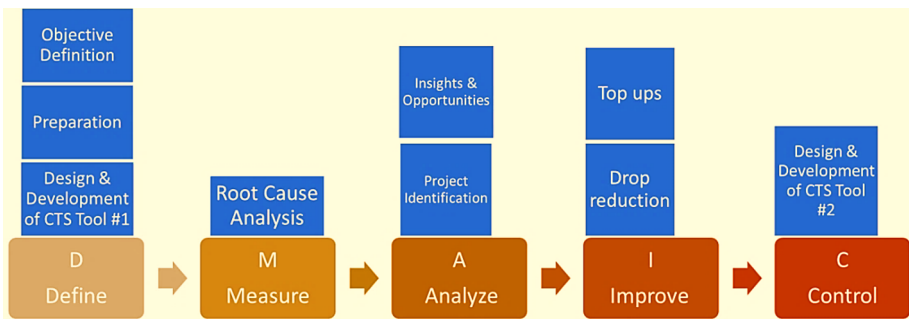 Objective
Definition
Preparation
Design &
Development
of CTS Tool #1
D
Define
Root Cause
Analysis
M
Measure
Insights &
Opportunities
Project
Identification
A
Analyze
Top ups
Drop
reduction
I
Improve
Design &
Development
of CTS Tool
#2
C
Control